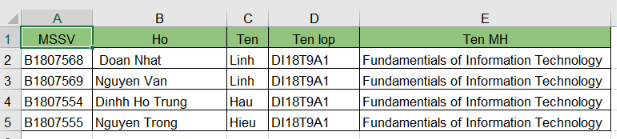 A B C D E
1 MSSV Ho Ten Ten lop Ten MH
2 B1807568 Doan Nhat Linh DI18T9A1 Fundamentials of Information Technology
3 B1807569 Nguyen Van Linh DI18T9A1 Fundamentials of Information Technology
4 B1807554 Dinhh Ho Trung Hau DI18T9A1 Fundamentials of Information Technology
5 B1807555 Nguyen Trong Hieu DI18T9A1 Fundamentials of Information Technology